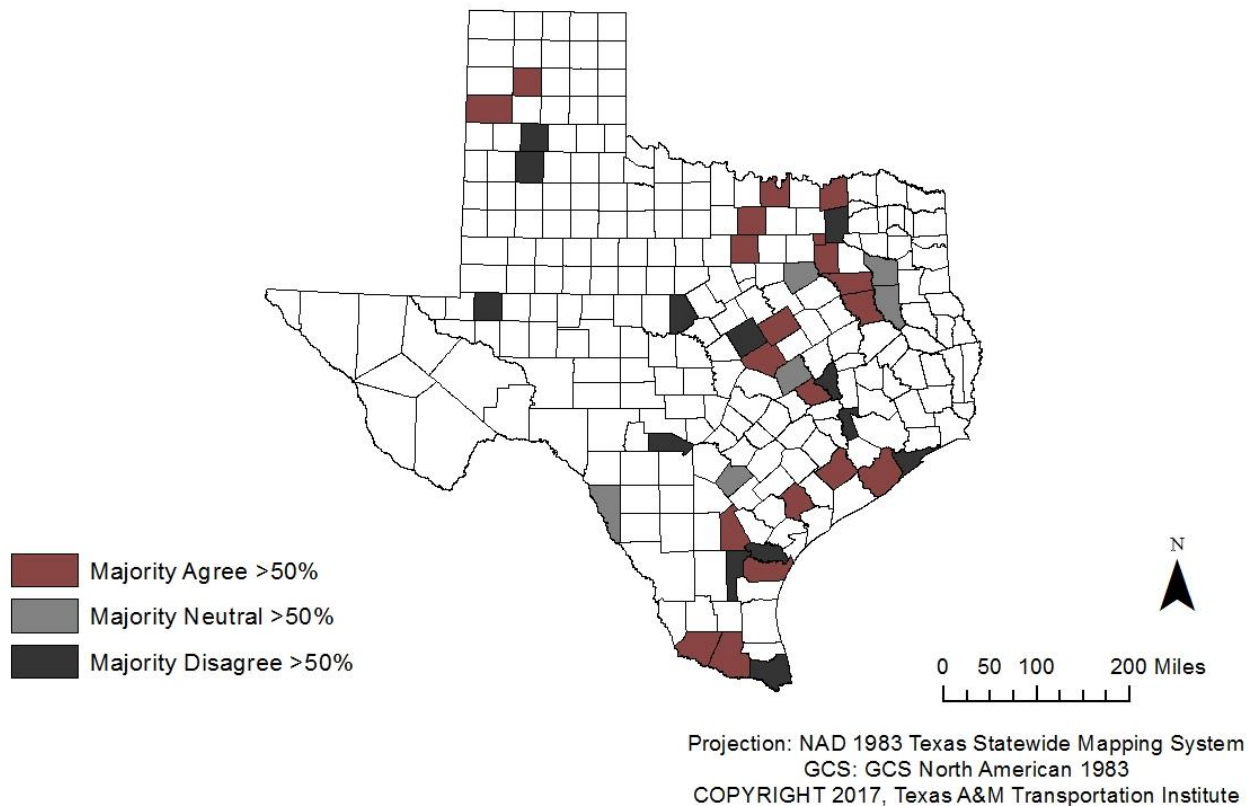 Majority Agree >50%
Majority Neutral >50%
Majority Disagree >50%
N
0 50 100 200 Miles
Projection: NAD 1983 Texas Statewide Mapping System
GCS: GCS North American 1983
COPYRIGHT 2017, Texas A&M Transportation Institute